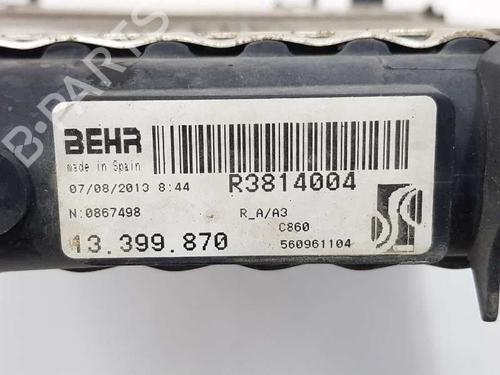 BEHR
made in Spain
07/08/2013 8:44
R3814004
N:0867498
R_A/A3
C860
13.399.870
560961104
B-PARTS